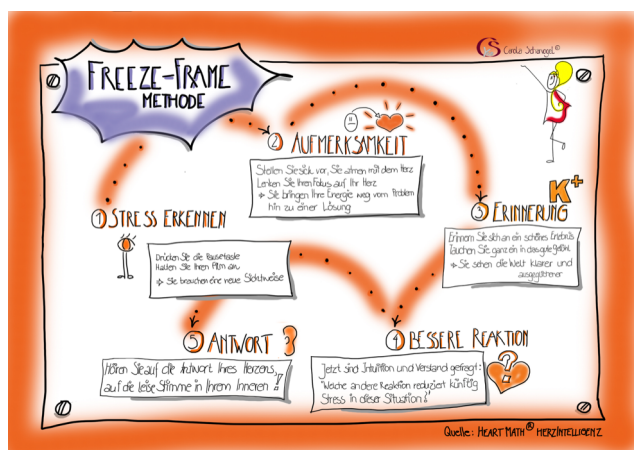 CS Carola Schanogel©
FREEZE-FRAME
METHODE
① STRESS ERKENNEN
Drücken Sie die Pausetaste
Halten Sie Ihren Film an.
→ Sie brauchen eine neue Sichtweise
② AUFMERKSAMKEIT
Stellen Sie sich vor, Sie atmen mit dem Herz
Lenken Sie Ihren Fokus auf Ihr Herz
→ Sie bringen Ihre Energie weg vom Problem
hin zu einer Lösung
K+
③ ERINNERUNG
Erinnern Sie sich an ein schönes Erlebnis
Tauchen Sie ganz ein in das gute Gefühl
→ Sie sehen die Welt klarer und
ausgeglichener
④ BESSERE REAKTION
Jetzt sind Intuition und Verstand gefragt:
"Welche andere Reaktion reduziert künftig
Stress in dieser Situation?"
?
⑤ ANTWORT
Hören Sie auf die Antwort Ihres Herzens,
auf die leise Stimme in Ihrem Inneren !
Quelle: HEART MATH® HERZINTELLIGENZ